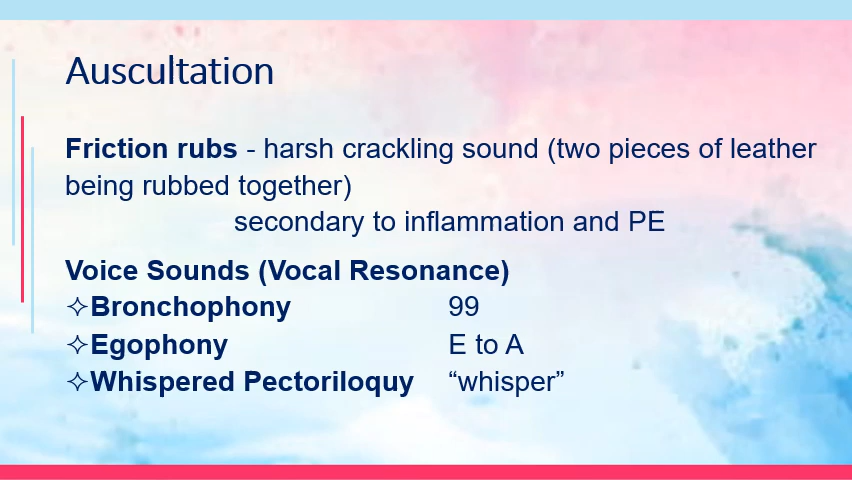 Auscultation
Friction rubs - harsh crackling sound (two pieces of leather
being rubbed together)
secondary to inflammation and PE
Voice Sounds (Vocal Resonance)
✧Bronchophony 99
✧Egophony E to A
✧Whispered Pectoriloquy “whisper”